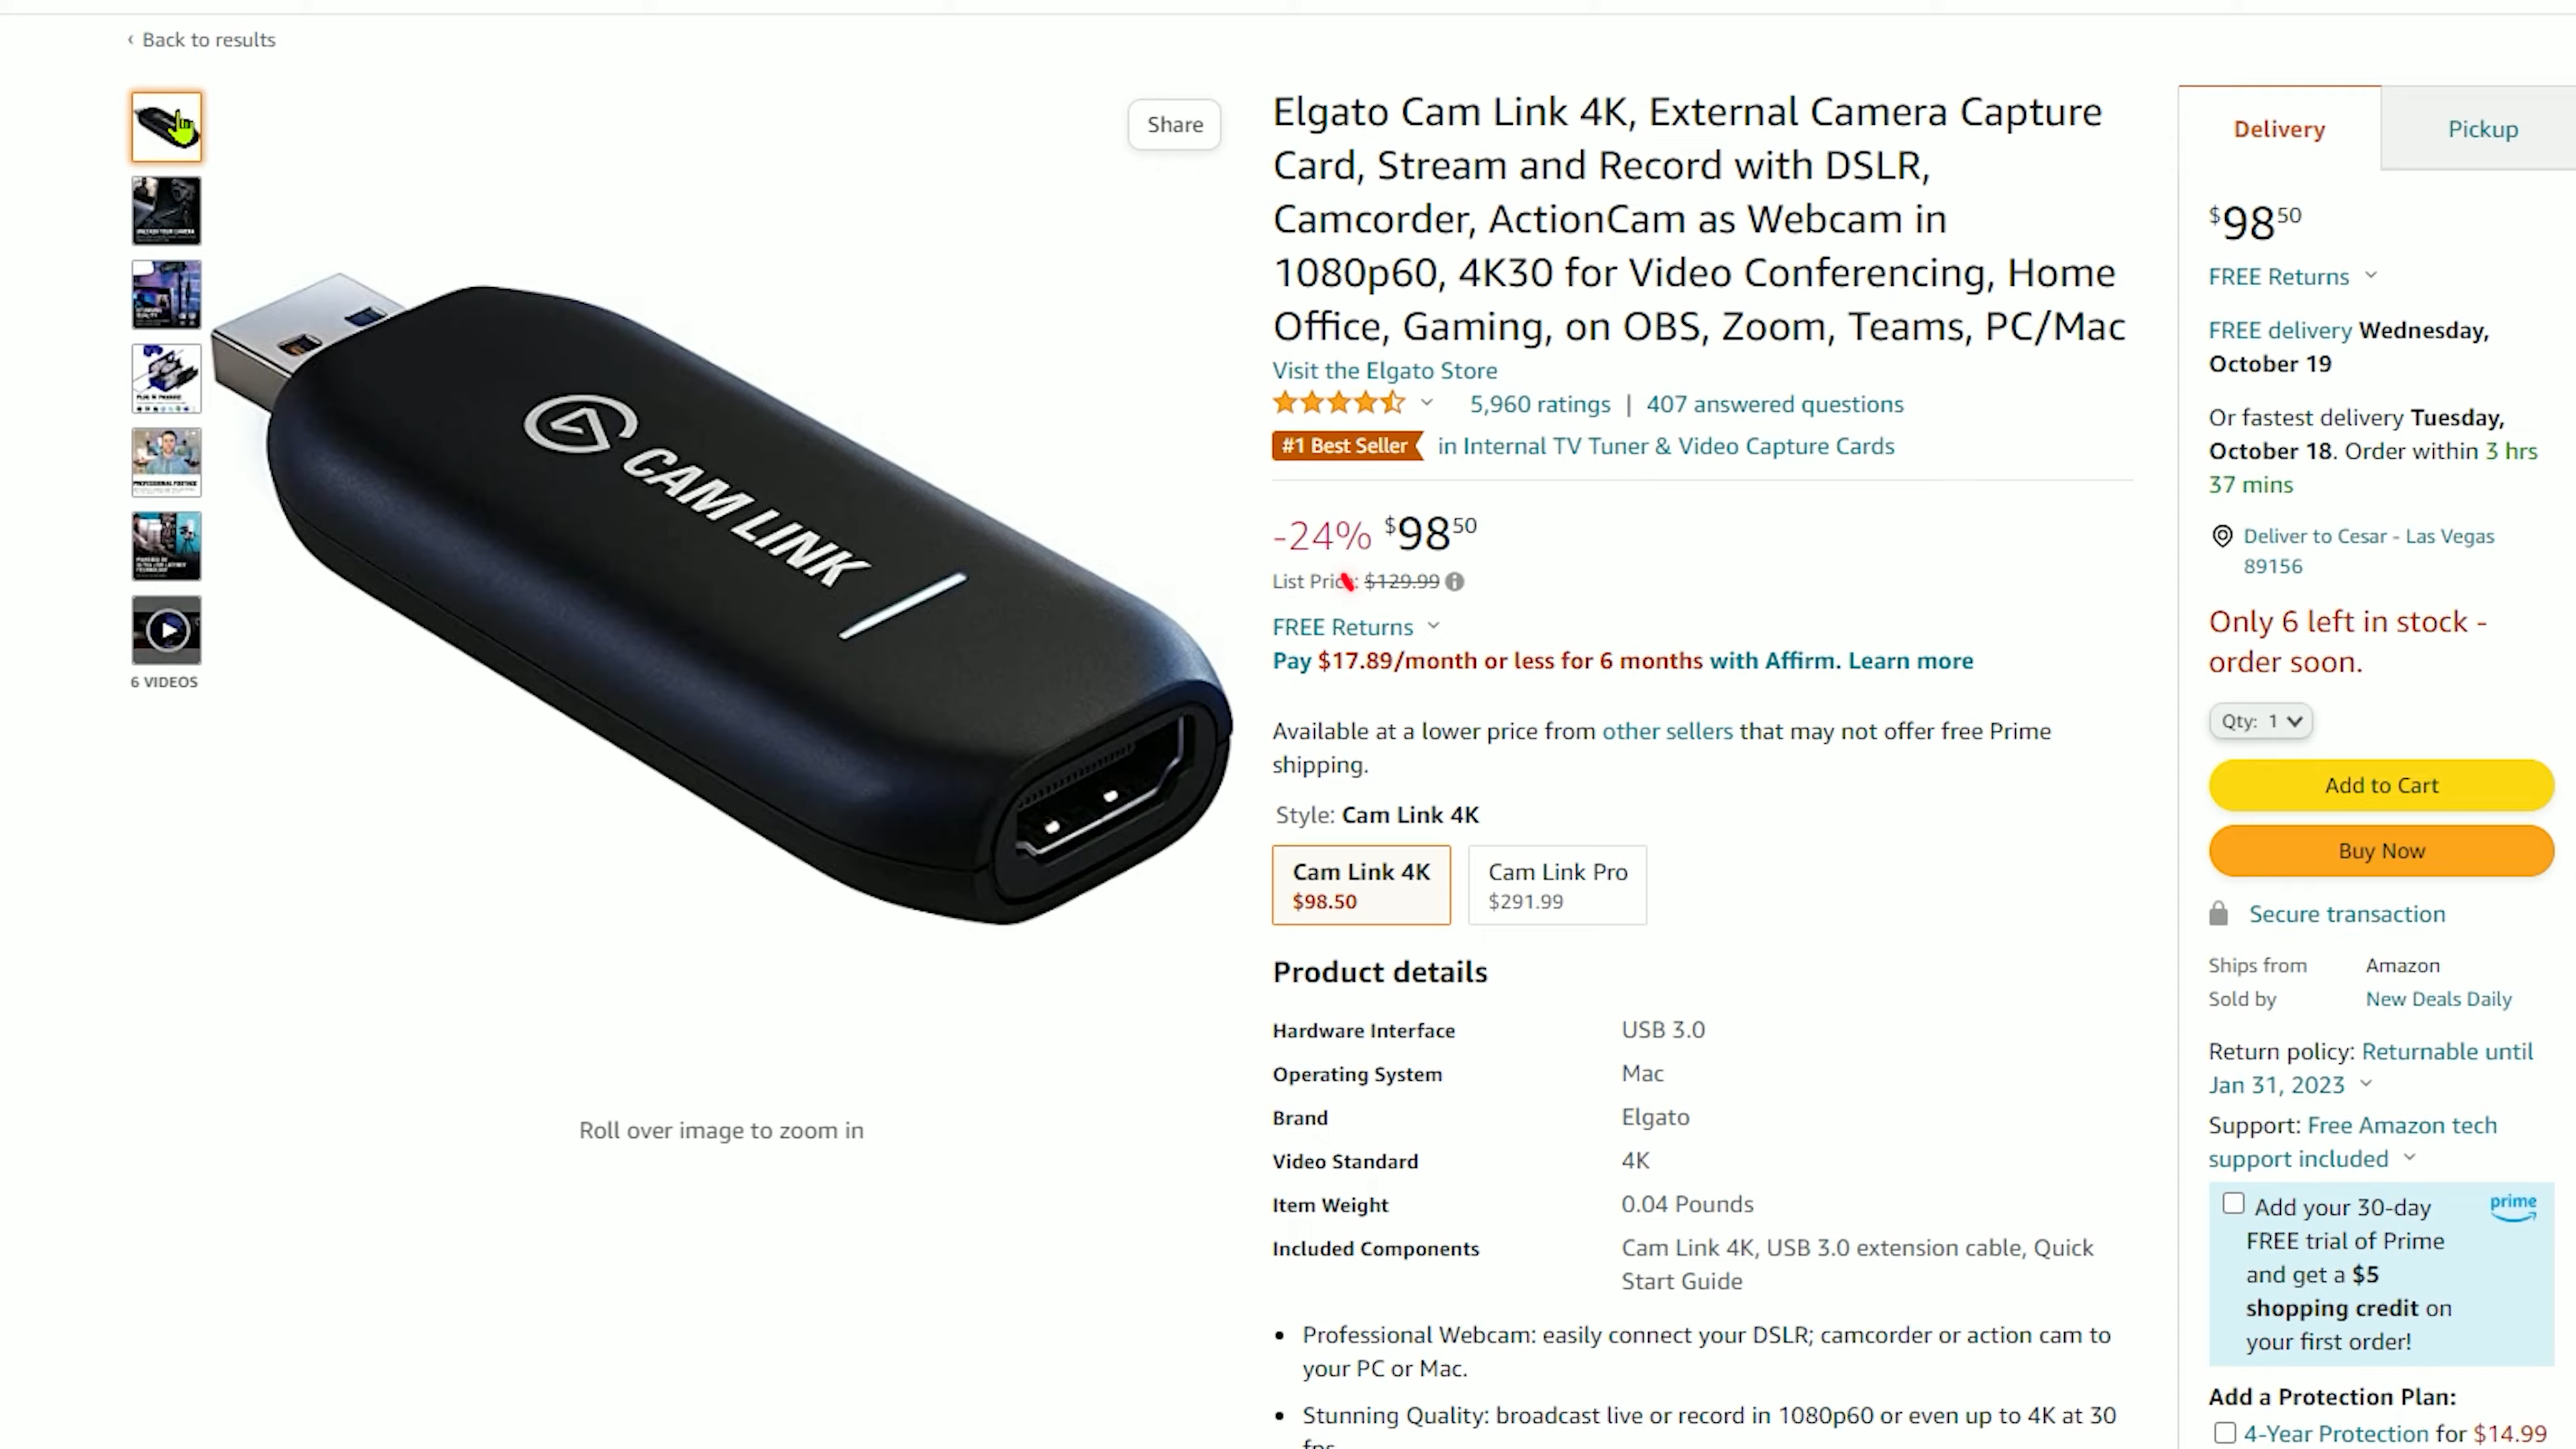 ‹ Back to results
6 VIDEOS
Share
CAM LINK
Roll over image to zoom in
Elgato Cam Link 4K, External Camera Capture
Card, Stream and Record with DSLR,
Camcorder, ActionCam as Webcam in
1080p60, 4K30 for Video Conferencing, Home
Office, Gaming, on OBS, Zoom, Teams, PC/Mac
Visit the Elgato Store
5,960 ratings | 407 answered questions
#1 Best Seller in Internal TV Tuner & Video Capture Cards
-24% $98 50
List Price: $129.99
FREE Returns
Pay $17.89/month or less for 6 months with Affirm. Learn more
Available at a lower price from other sellers that may not offer free Prime
shipping.
Style: Cam Link 4K
Cam Link 4K Cam Link Pro
$98.50 $291.99
Product details
Hardware Interface USB 3.0
Operating System Mac
Brand Elgato
Video Standard 4K
Item Weight 0.04 Pounds
Included Components Cam Link 4K, USB 3.0 extension cable, Quick
Start Guide
• Professional Webcam: easily connect your DSLR; camcorder or action cam to
your PC or Mac.
• Stunning Quality: broadcast live or record in 1080p60 or even up to 4K at 30
fps
Delivery Pickup
$98 50
FREE Returns
FREE delivery Wednesday,
October 19
Or fastest delivery Tuesday,
October 18. Order within 3 hrs
37 mins
Deliver to Cesar - Las Vegas
89156
Only 6 left in stock -
order soon.
Qty: 1
Add to Cart
Buy Now
Secure transaction
Ships from Amazon
Sold by New Deals Daily
Return policy: Returnable until
Jan 31, 2023
Support: Free Amazon tech
support included
Add your 30-day prime
FREE trial of Prime
and get a $5
shopping credit on
your first order!
Add a Protection Plan:
4-Year Protection for $14.99